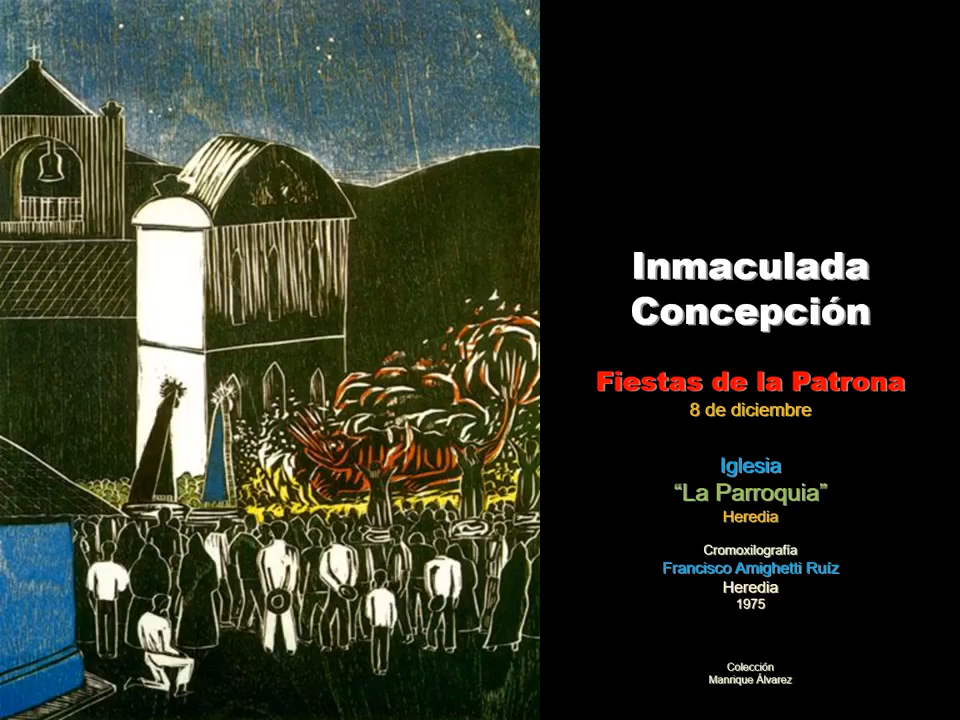 Inmaculada
Concepción
Fiestas de la Patrona
8 de diciembre
Iglesia
“La Parroquia”
Heredia
Cromoxilografía
Francisco Amighetti Ruiz
Heredia
1975
Colección
Manrique Álvarez